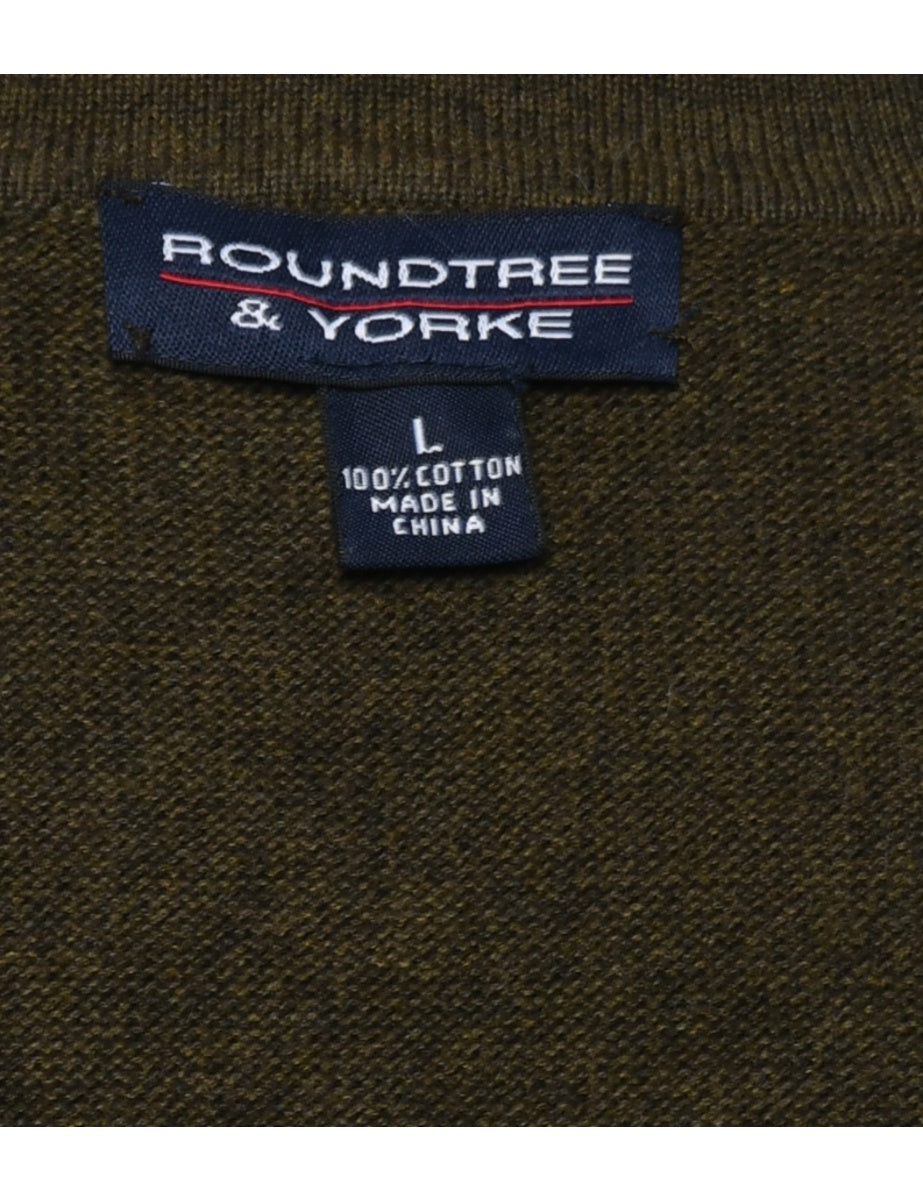 ROUNDTREE
& YORKE
L
100% COTTON
MADE IN
CHINA